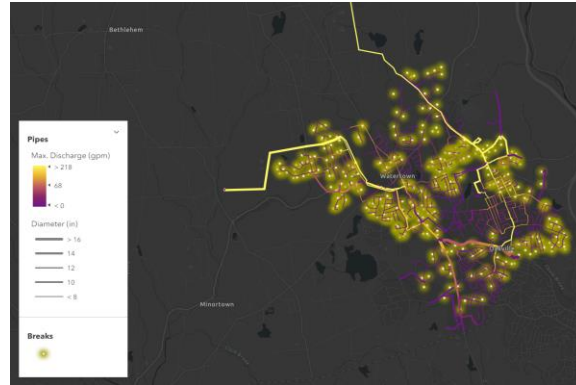 Bethlehem
Pipes
Max. Discharge (gpm)
> 218
68
< 0
Watertown
Diameter (in)
> 16
14
12
10
< 8
Minortown
Breaks